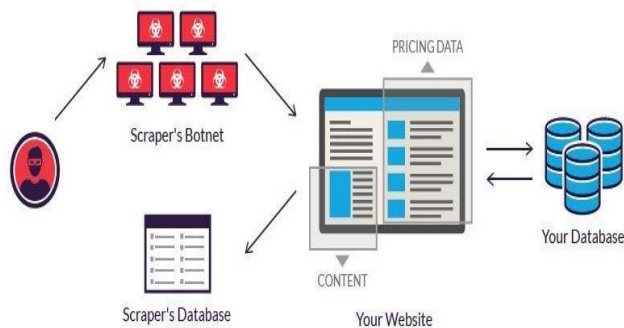 PRICING DATA
Scraper's Botnet
Your Database
CONTENT
Scraper's Database
Your Website